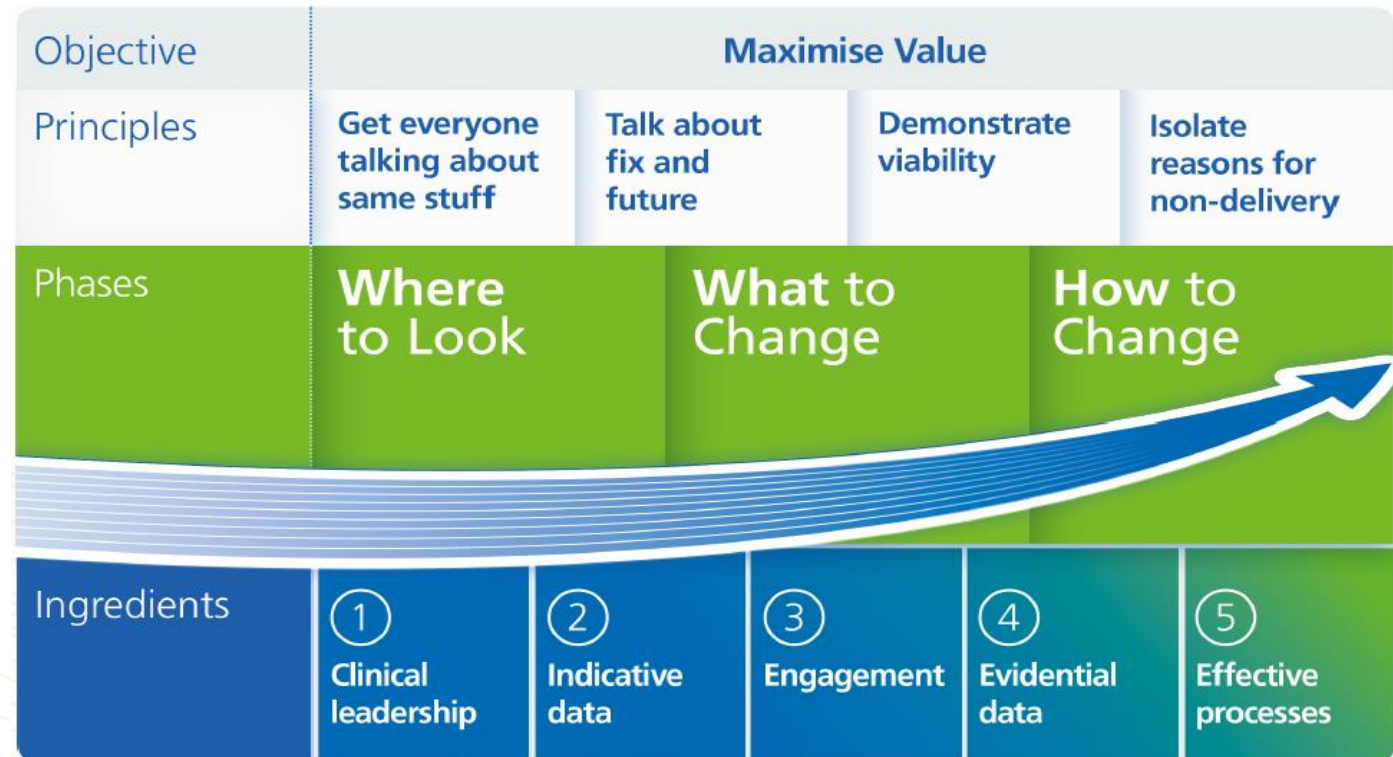 Objective
Maximise Value
Principles
Get everyone
talking about
same stuff
Talk about
fix and
future
Demonstrate
viability
Isolate
reasons for
non-delivery
Phases
Where
to Look
What to
Change
How to
Change
Ingredients
1
Clinical
leadership
2
Indicative
data
3
Engagement
4
Evidential
data
5
Effective
processes